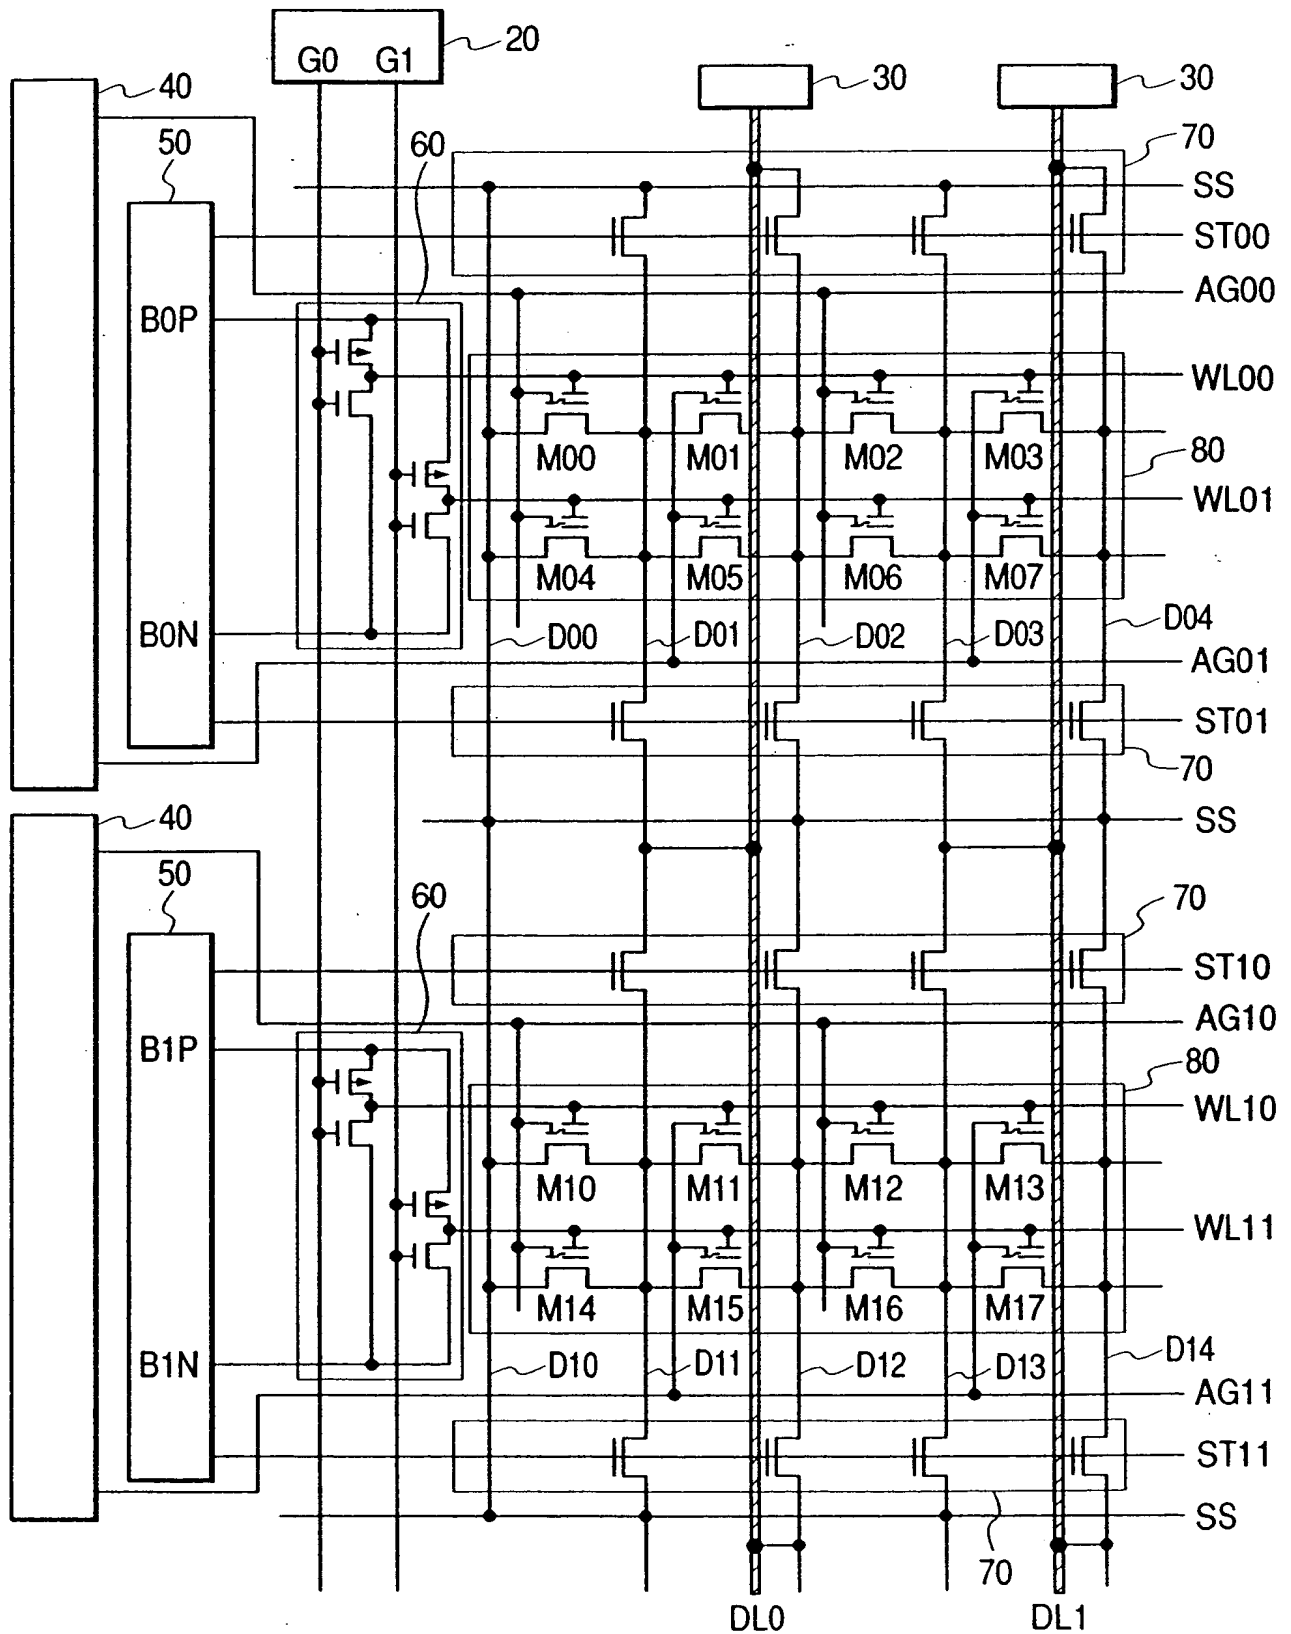 G0 G1
20
30
30
40
50
60
70
SS
ST00
AG00
B0P
WL00
M00 M01 M02 M03
80
WL01
M04 M05 M06 M07
B0N
D00 D01 D02 D03 D04
AG01
ST01
70
40
SS
50
60
70
ST10
AG10
B1P
80
WL10
M10 M11 M12 M13
WL11
M14 M15 M16 M17
B1N
D10 D11 D12 D13 D14
AG11
ST11
SS
70
DL0 DL1